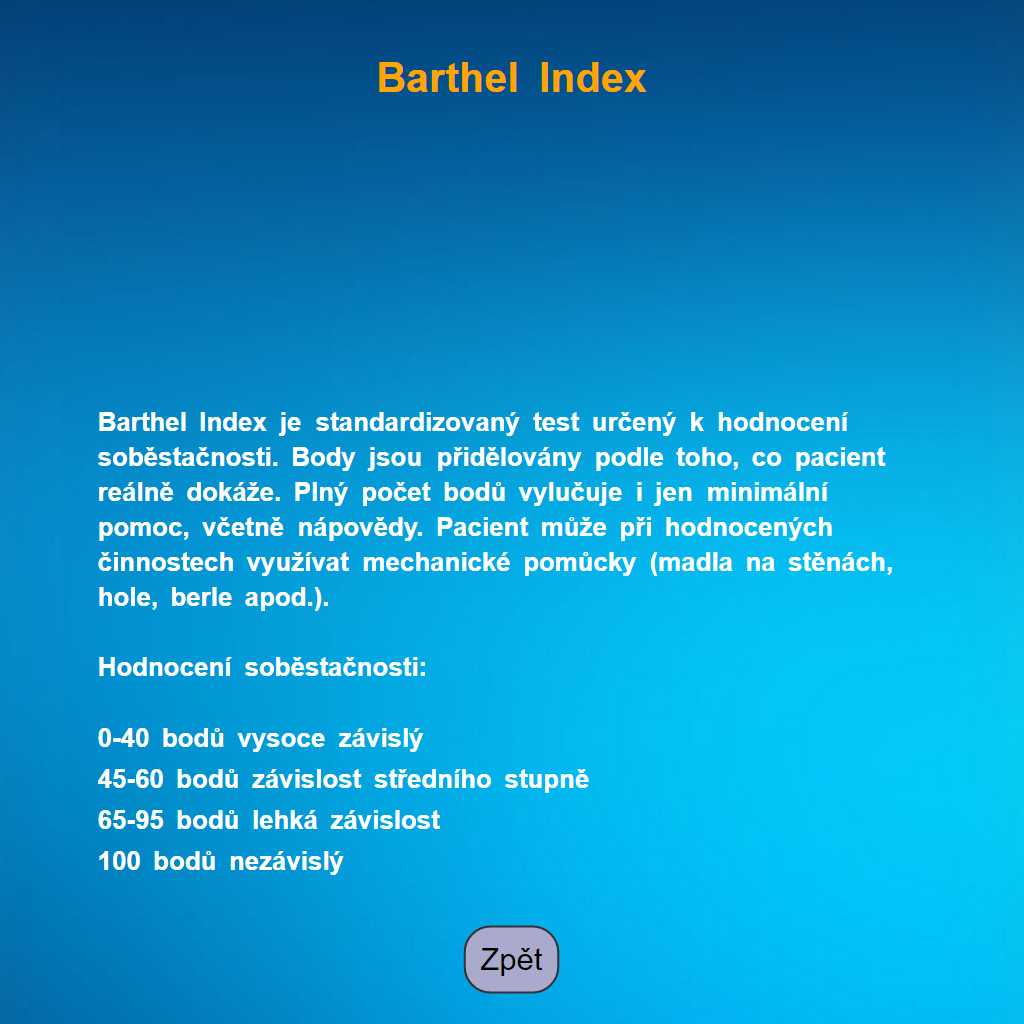 Barthel Index
Barthel Index je standardizovaný test určený k hodnocení
soběstačnosti. Body jsou přidělovány podle toho, co pacient
reálně dokáže. Plný počet bodů vylučuje i jen minimální
pomoc, včetně nápovědy. Pacient může při hodnocených
činnostech využívat mechanické pomůcky (madla na stěnách,
hole, berle apod.).
Hodnocení soběstačnosti:
0-40 bodů vysoce závislý
45-60 bodů závislost středního stupně
65-95 bodů lehká závislost
100 bodů nezávislý
Zpět